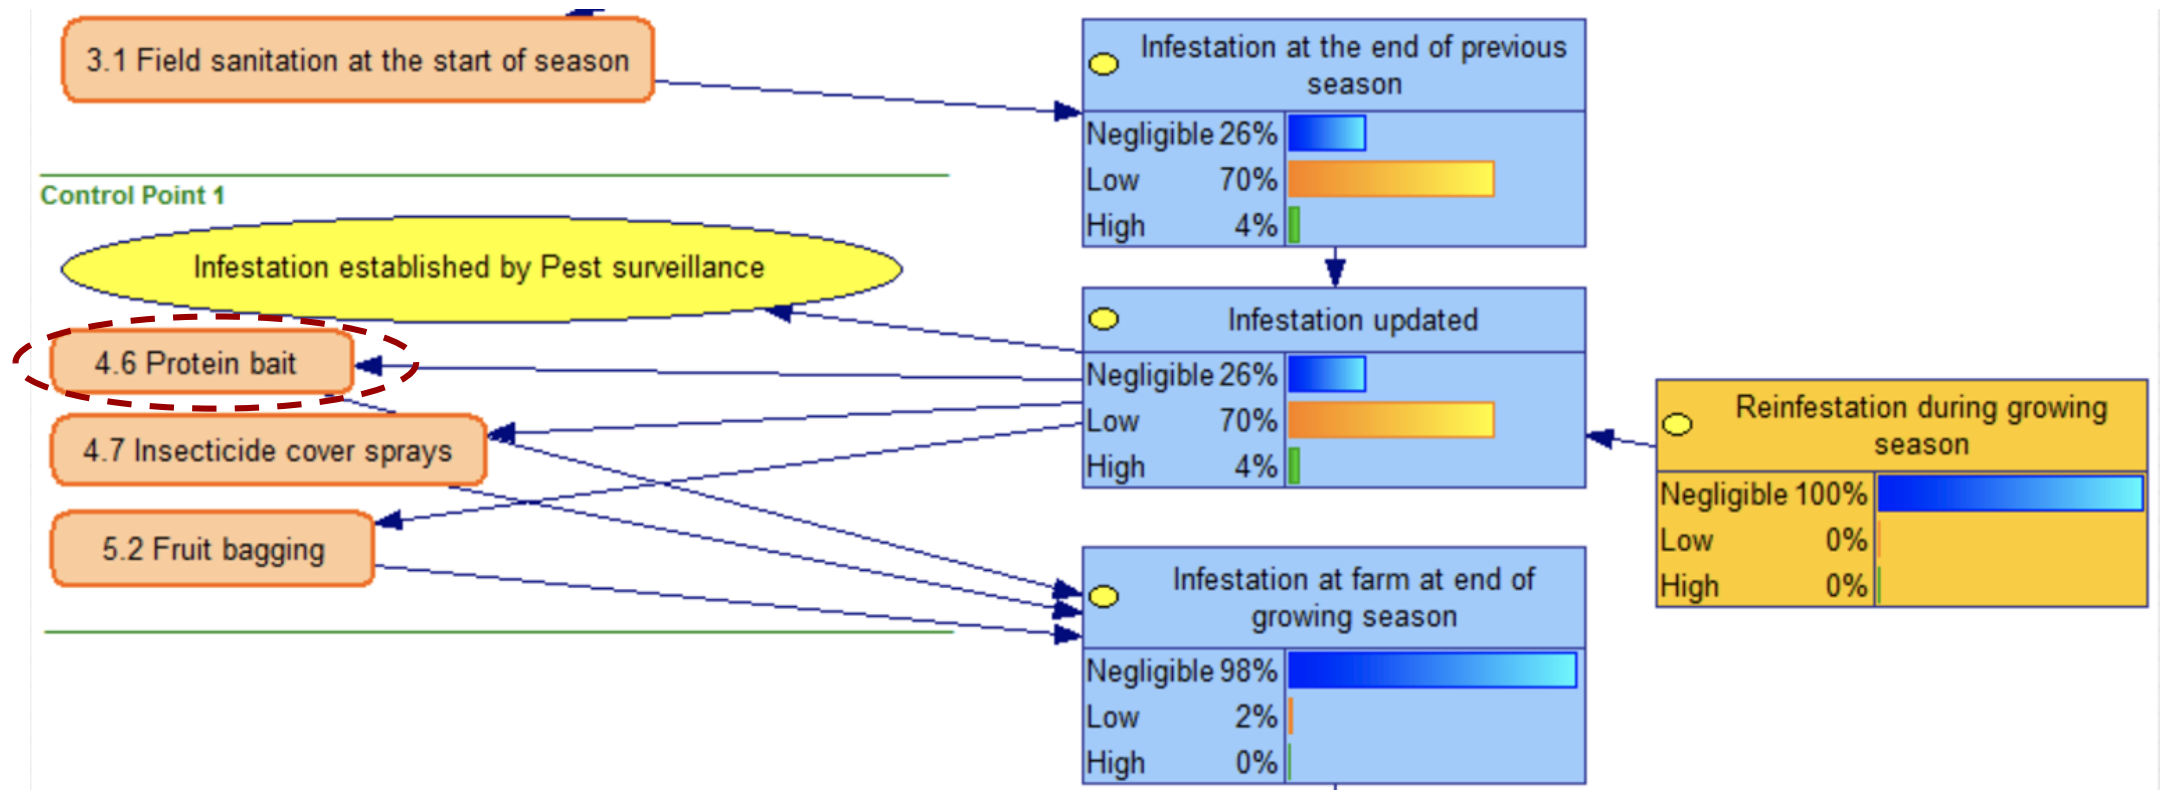 3.1 Field sanitation at the start of season
Infestation at the end of previous
season
Negligible 26%
Low 70%
High 4%
Control Point 1
Infestation established by Pest surveillance
Infestation updated
Negligible 26%
Low 70%
High 4%
4.6 Protein bait
4.7 Insecticide cover sprays
5.2 Fruit bagging
Reinfestation during growing
season
Negligible 100%
Low 0%
High 0%
Infestation at farm at end of
growing season
Negligible 98%
Low 2%
High 0%